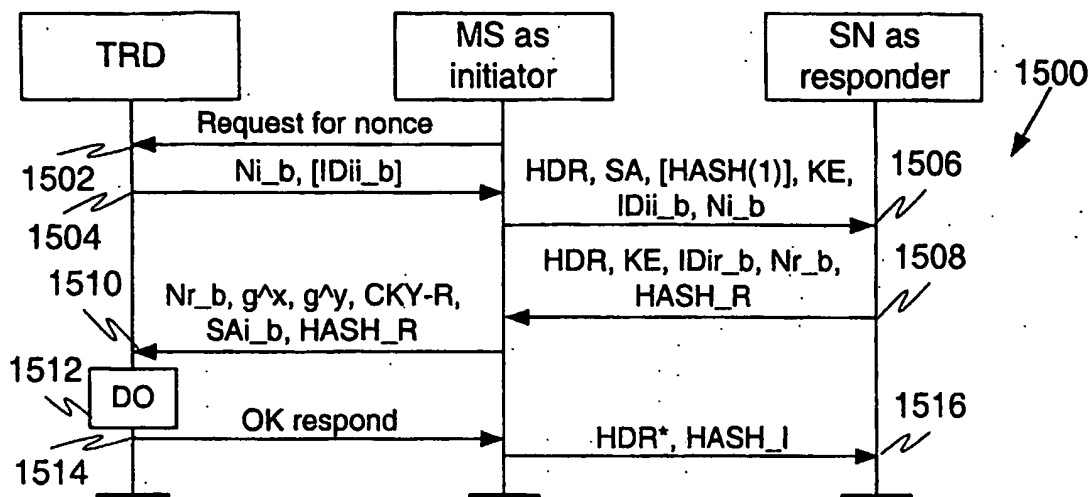 TRD
MS as
initiator
SN as
responder
1500
Request for nonce
1502
Ni_b, [IDii_b]
1504
HDR, SA, [HASH(1)], KE,
IDii_b, Ni_b
1506
HDR, KE, IDir_b, Nr_b,
HASH_R
1508
1510
Nr_b, g^x, g^y, CKY-R,
SAi_b, HASH_R
1512
DO
OK respond
1514
HDR*, HASH_I
1516